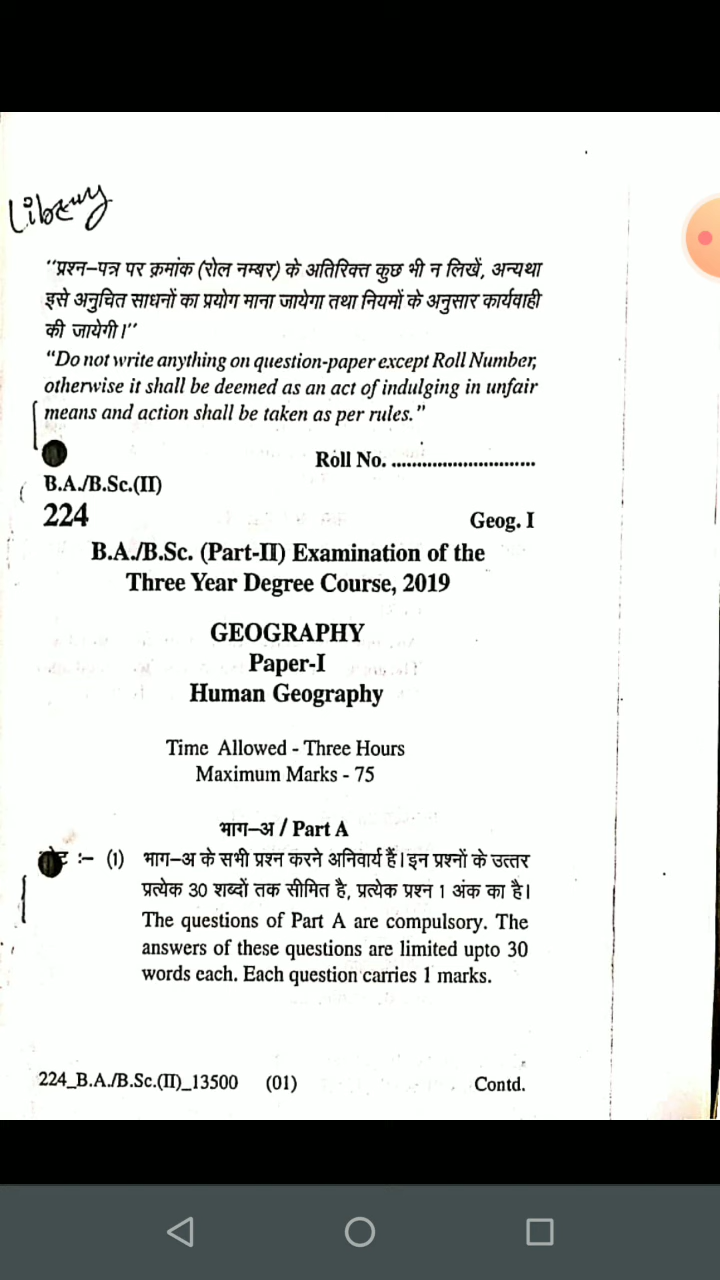 Library
“प्रश्न–पत्र पर क्रमांक (रोल नम्बर) के अतिरिक्त कुछ भी न लिखें, अन्यथा
इसे अनुचित साधनों का प्रयोग माना जायेगा तथा नियमों के अनुसार कार्यवाही
की जायेगी।”
“Do not write anything on question-paper except Roll Number,
otherwise it shall be deemed as an act of indulging in unfair
means and action shall be taken as per rules.”
Roll No. ............................
B.A./B.Sc.(II)
224 Geog. I
B.A./B.Sc. (Part-II) Examination of the
Three Year Degree Course, 2019
GEOGRAPHY
Paper-I
Human Geography
Time Allowed - Three Hours
Maximum Marks - 75
भाग–अ / Part A
नोट :– (1) भाग–अ के सभी प्रश्न करने अनिवार्य हैं। इन प्रश्नों के उत्तर
प्रत्येक 30 शब्दों तक सीमित है, प्रत्येक प्रश्न 1 अंक का है।
The questions of Part A are compulsory. The
answers of these questions are limited upto 30
words each. Each question carries 1 marks.
224_B.A./B.Sc.(II)_13500 (01) Contd.